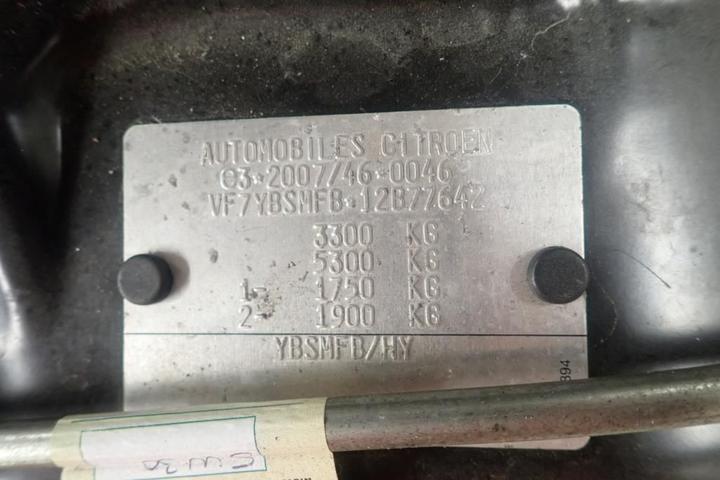 AUTOMOBILES CITROEN
e3*2007/46*0046
VF7YBSMFB*12B77642
3300 KG
5300 KG
1- 1750 KG
2- 1900 KG
YBSMFB/HY
394